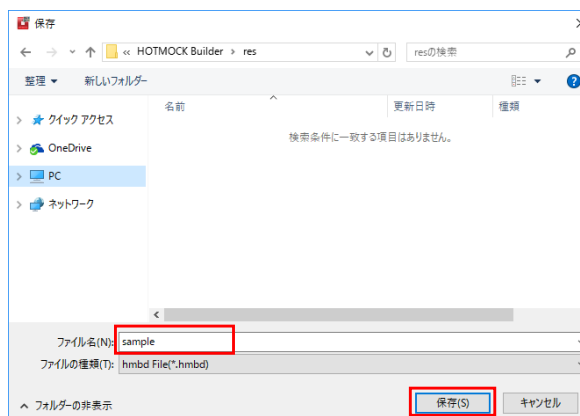 保存
« HOTMOCK Builder › res
resの検索
整理 新しいフォルダー
名前 更新日時 種類
検索条件に一致する項目はありません。
クイック アクセス
OneDrive
PC
ネットワーク
ファイル名(N): sample
ファイルの種類(T): hmbd File(*.hmbd)
フォルダーの非表示 保存(S) キャンセル